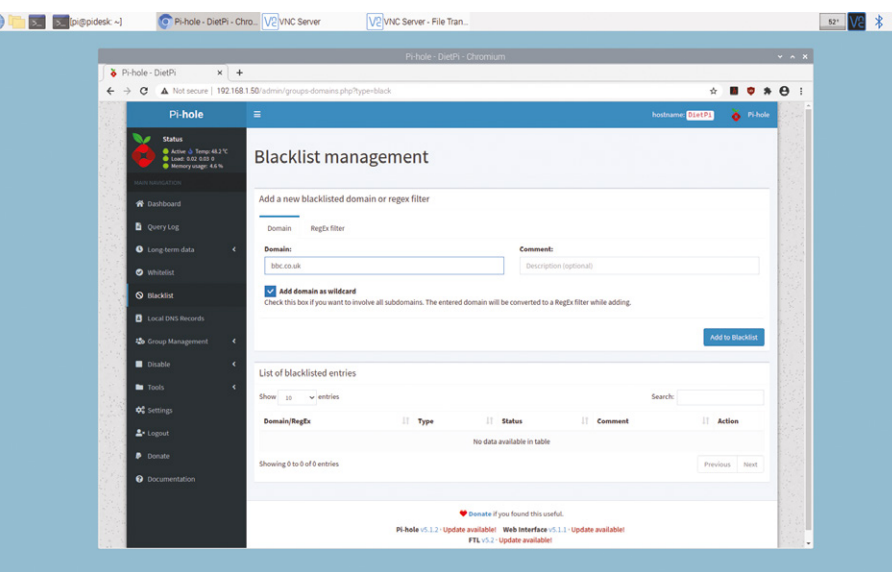 [pi@pidesk: ~]
Pi-hole - DietPi - Chro...
VNC Server
VNC Server - File Tran...
52°
Pi-hole - DietPi - Chromium
Pi-hole - DietPi
Not secure | 192.168.1.50/admin/groups-domains.php?type=black
Pi-hole
hostname: DietPi
Pi-hole
Status
Active Temp: 48.2 °C
Load: 0.02 0.03 0
Memory usage: 4.6 %
MAIN NAVIGATION
Dashboard
Query Log
Long-term data
Whitelist
Blacklist
Local DNS Records
Group Management
Disable
Tools
Settings
Logout
Donate
Documentation
Blacklist management
Add a new blacklisted domain or regex filter
Domain RegEx filter
Domain: Comment:
bbc.co.uk Description (optional)
Add domain as wildcard
Check this box if you want to involve all subdomains. The entered domain will be converted to a RegEx filter while adding.
Add to Blacklist
List of blacklisted entries
Show 10 entries Search:
Domain/RegEx Type Status Comment Action
No data available in table
Showing 0 to 0 of 0 entries Previous Next
Donate if you found this useful.
Pi-hole v5.1.2 · Update available! Web Interface v5.1.1 · Update available!
FTL v5.2 · Update available!